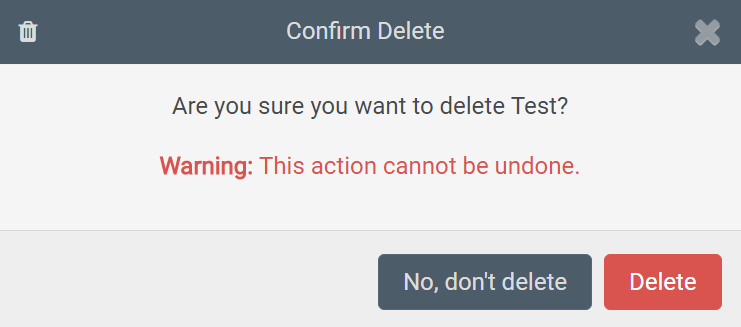 Confirm Delete
Are you sure you want to delete Test?
Warning: This action cannot be undone.
No, don't delete
Delete